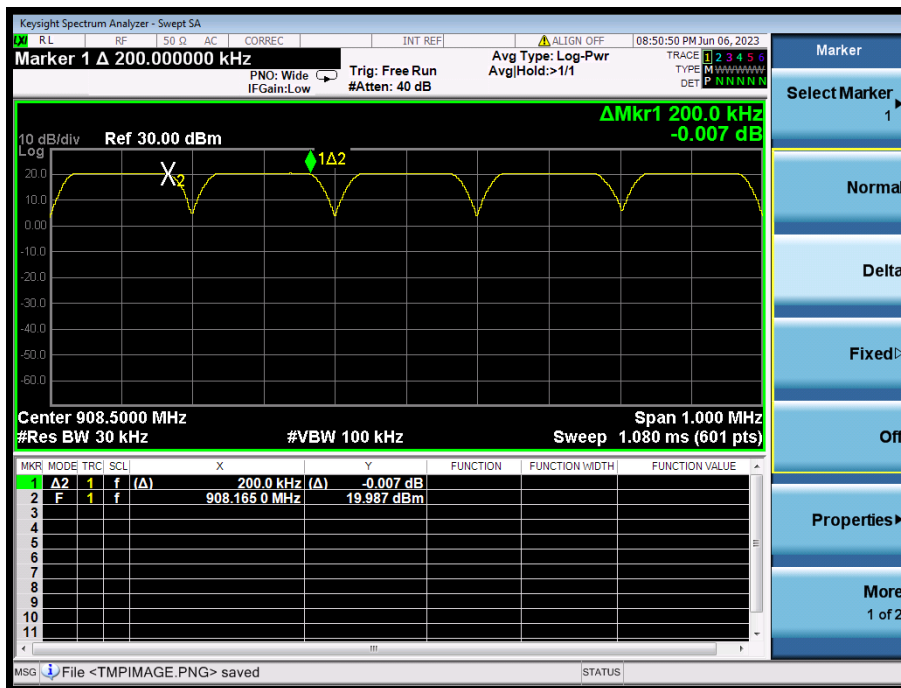 Keysight Spectrum Analyzer - Swept SA
LXI RL RF 50 Ω AC CORREC INT REF ALIGN OFF 08:50:50 PM Jun 06, 2023
Marker 1 Δ 200.000000 kHz
PNO: Wide
IFGain:Low
Trig: Free Run
#Atten: 40 dB
Avg Type: Log-Pwr
Avg|Hold:>1/1
TRACE 1 2 3 4 5 6
TYPE M WWWWW
DET P N N N N N
ΔMkr1 200.0 kHz
-0.007 dB
10 dB/div Ref 30.00 dBm
Log
1Δ2
X2
20.0
10.0
0.00
-10.0
-20.0
-30.0
-40.0
-50.0
-60.0
Center 908.5000 MHz Span 1.000 MHz
#Res BW 30 kHz #VBW 100 kHz Sweep 1.080 ms (601 pts)
MKR MODE TRC SCL X Y FUNCTION FUNCTION WIDTH FUNCTION VALUE
1 Δ2 1 f (Δ) 200.0 kHz (Δ) -0.007 dB
2 F 1 f 908.165 0 MHz 19.987 dBm
3
4
5
6
7
8
9
10
11
MSG File <TMPIMAGE.PNG> saved STATUS
Marker
Select Marker
1
Normal
Delta
Fixed
Off
Properties
More
1 of 2